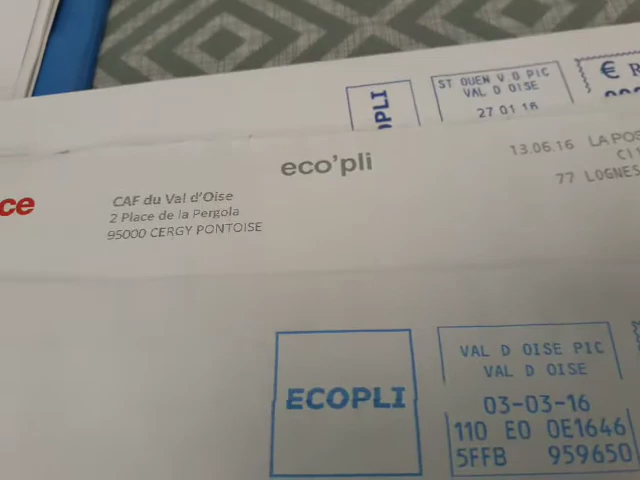 ST OUEN V.O PIC
VAL D OISE
27 01 16
€ R
OPLI
eco'pli
13.06.16 LA POS
CI1
77 LOGNES
ce
CAF du Val d'Oise
2 Place de la Pergola
95000 CERGY PONTOISE
ECOPLI
VAL D OISE PIC
VAL D OISE
03-03-16
110 E0 0E1646
5FFB 959650